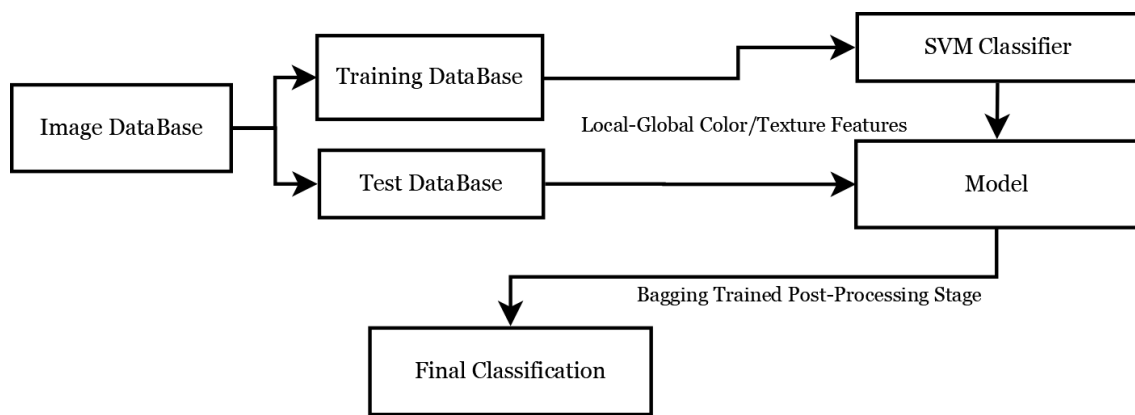 SVM Classifier
Training DataBase
Image DataBase
Local-Global Color/Texture Features
Test DataBase
Model
Bagging Trained Post-Processing Stage
Final Classification